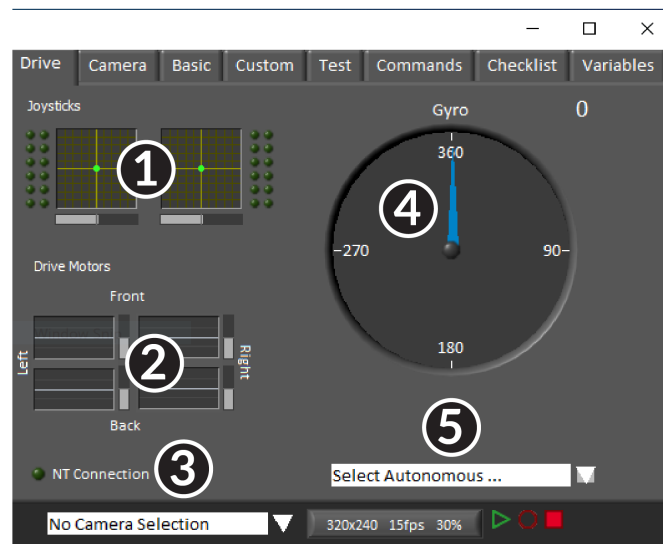 Drive Camera Basic Custom Test Commands Checklist Variables
Joysticks
Gyro 0
1
360
4
270 90
Drive Motors
Front
Left 2 Right
180
Back
5
NT Connection 3
Select Autonomous ...
No Camera Selection 320x240 15fps 30%